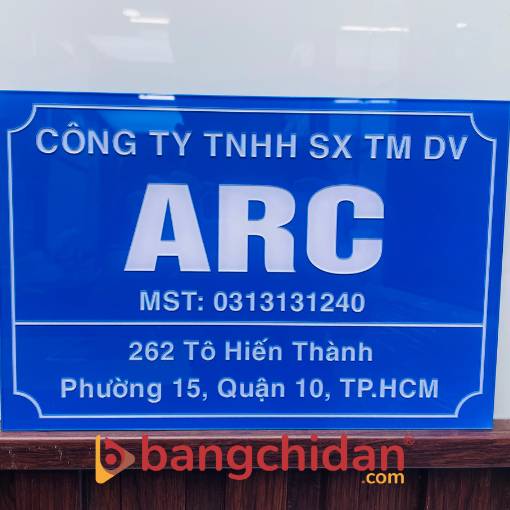 CÔNG TY TNHH SX TM DV
ARC
MST: 0313131240
262 Tô Hiến Thành
Phường 15, Quận 10, TP.HCM
bangchidan®
.com